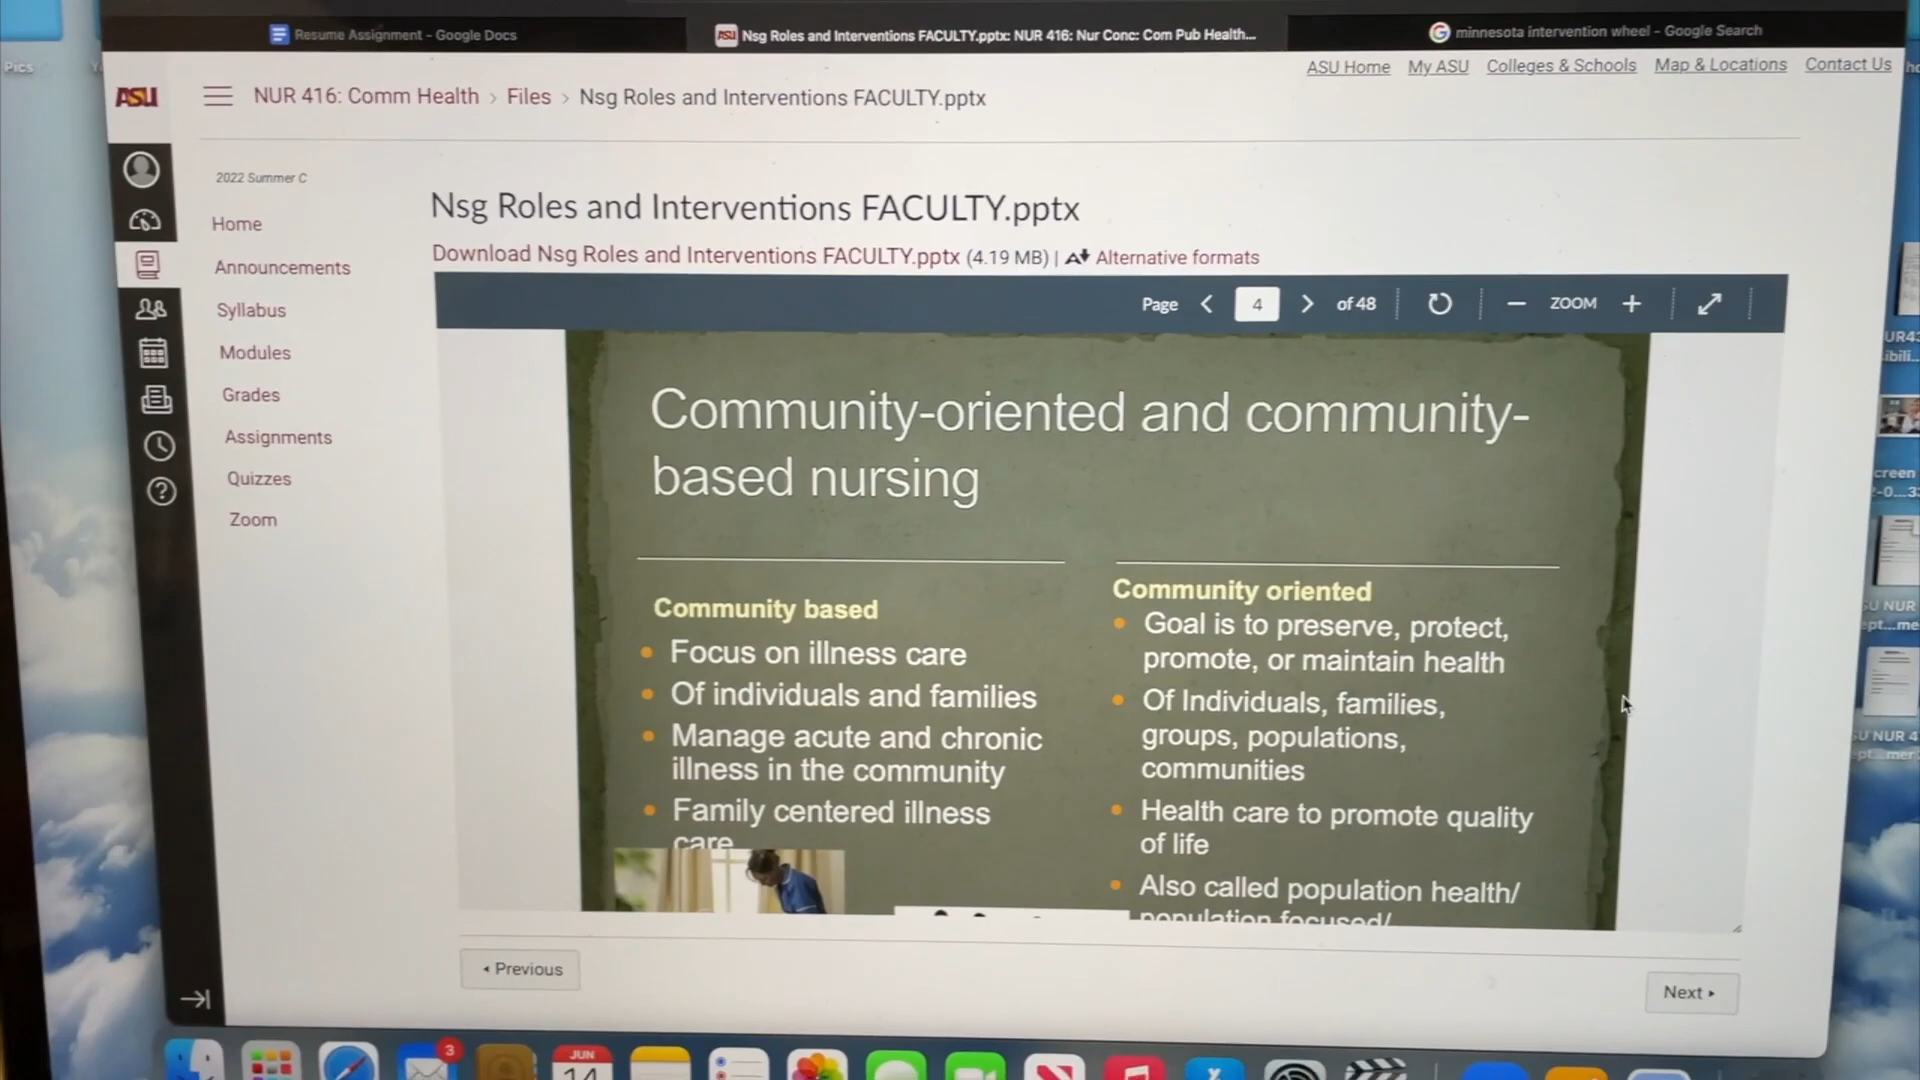 Resume Assignment - Google Docs
Nsg Roles and Interventions FACULTY.pptx: NUR 416: Nur Conc: Com Pub Health...
minnesota intervention wheel - Google Search
Pics
ASU Home My ASU Colleges & Schools Map & Locations Contact Us
ASU
NUR 416: Comm Health › Files › Nsg Roles and Interventions FACULTY.pptx
2022 Summer C
Home
Announcements
Syllabus
Modules
Grades
Assignments
Quizzes
Zoom
Nsg Roles and Interventions FACULTY.pptx
Download Nsg Roles and Interventions FACULTY.pptx (4.19 MB) | Alternative formats
Page 4 of 48 ZOOM
Community-oriented and community-
based nursing
Community based
Focus on illness care
Of individuals and families
Manage acute and chronic
illness in the community
Family centered illness
care
Community oriented
Goal is to preserve, protect,
promote, or maintain health
Of Individuals, families,
groups, populations,
communities
Health care to promote quality
of life
Also called population health/
population focused/
Previous
Next
3
JUN
14